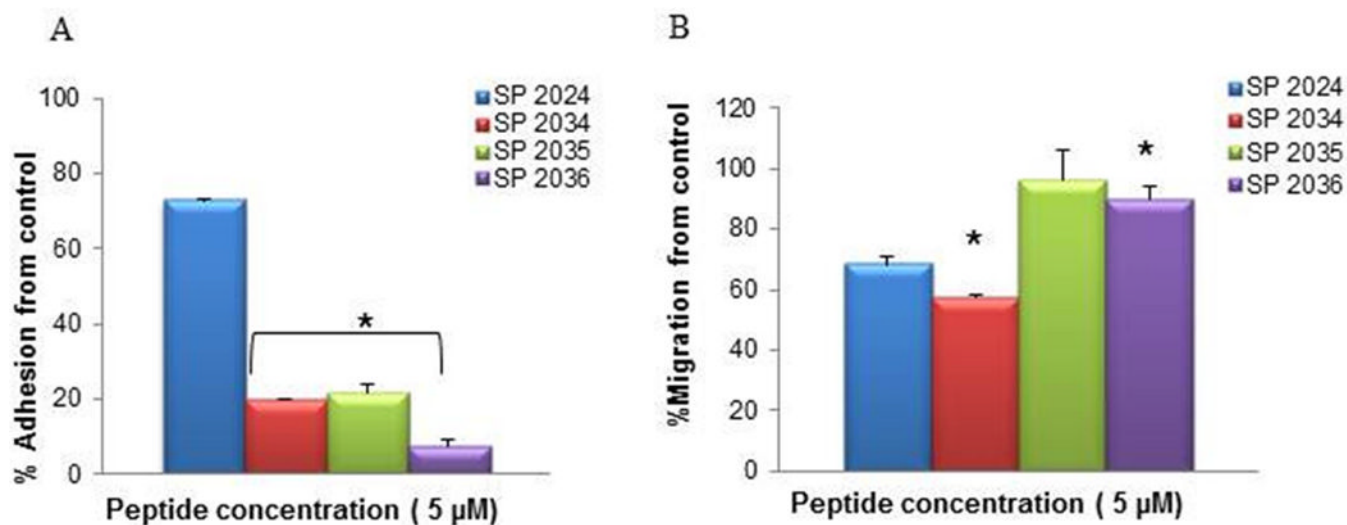 A
% Adhesion from control
100
80
60
40
20
0
*
SP 2024
SP 2034
SP 2035
SP 2036
Peptide concentration ( 5 µM)
B
%Migration from control
120
100
80
60
40
20
0
*
*
SP 2024
SP 2034
SP 2035
SP 2036
Peptide concentration ( 5 µM)